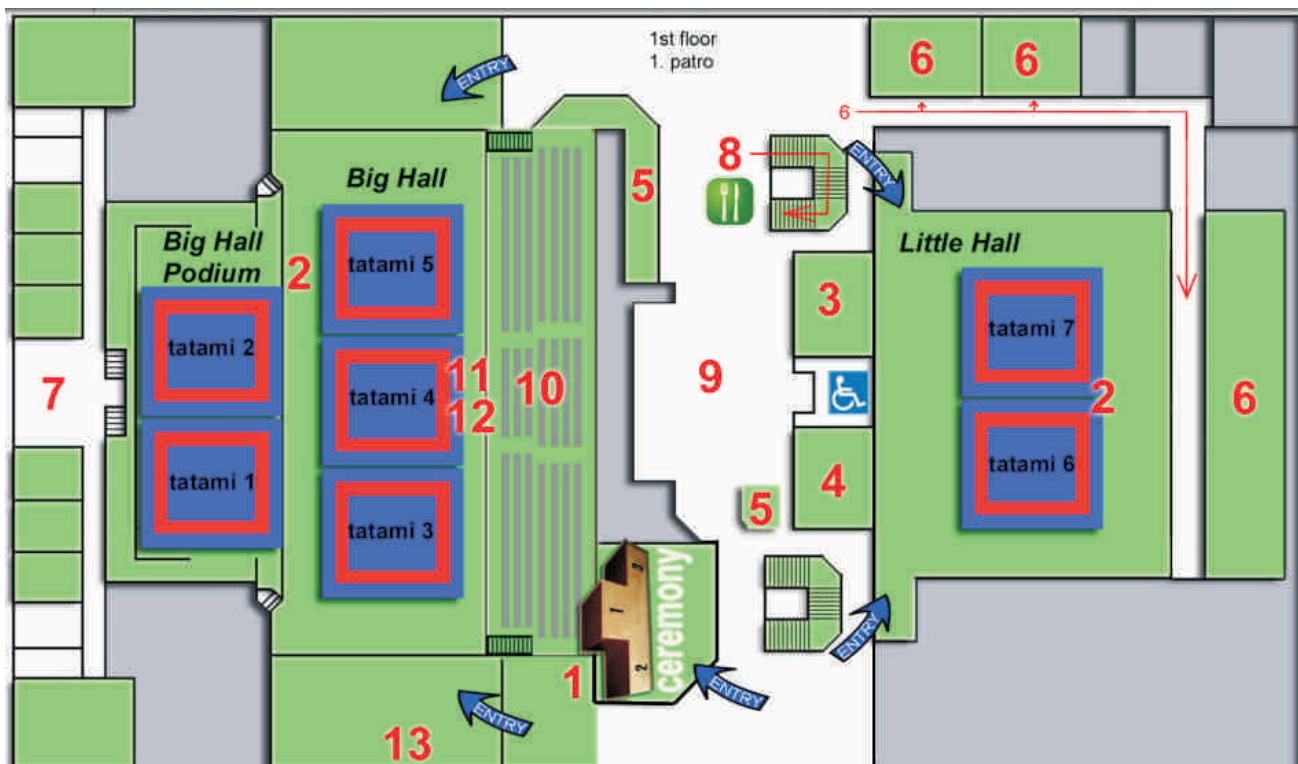 1st floor
1. patro
ENTRY
6
6
6
8
ENTRY
5
Big Hall
Big Hall
Podium
2
tatami 5
Little Hall
3
tatami 7
tatami 2
7
tatami 4
11
12
10
9
2
6
tatami 1
tatami 3
4
tatami 6
5
3
1
2
ceremony
1
ENTRY
ENTRY
ENTRY
13